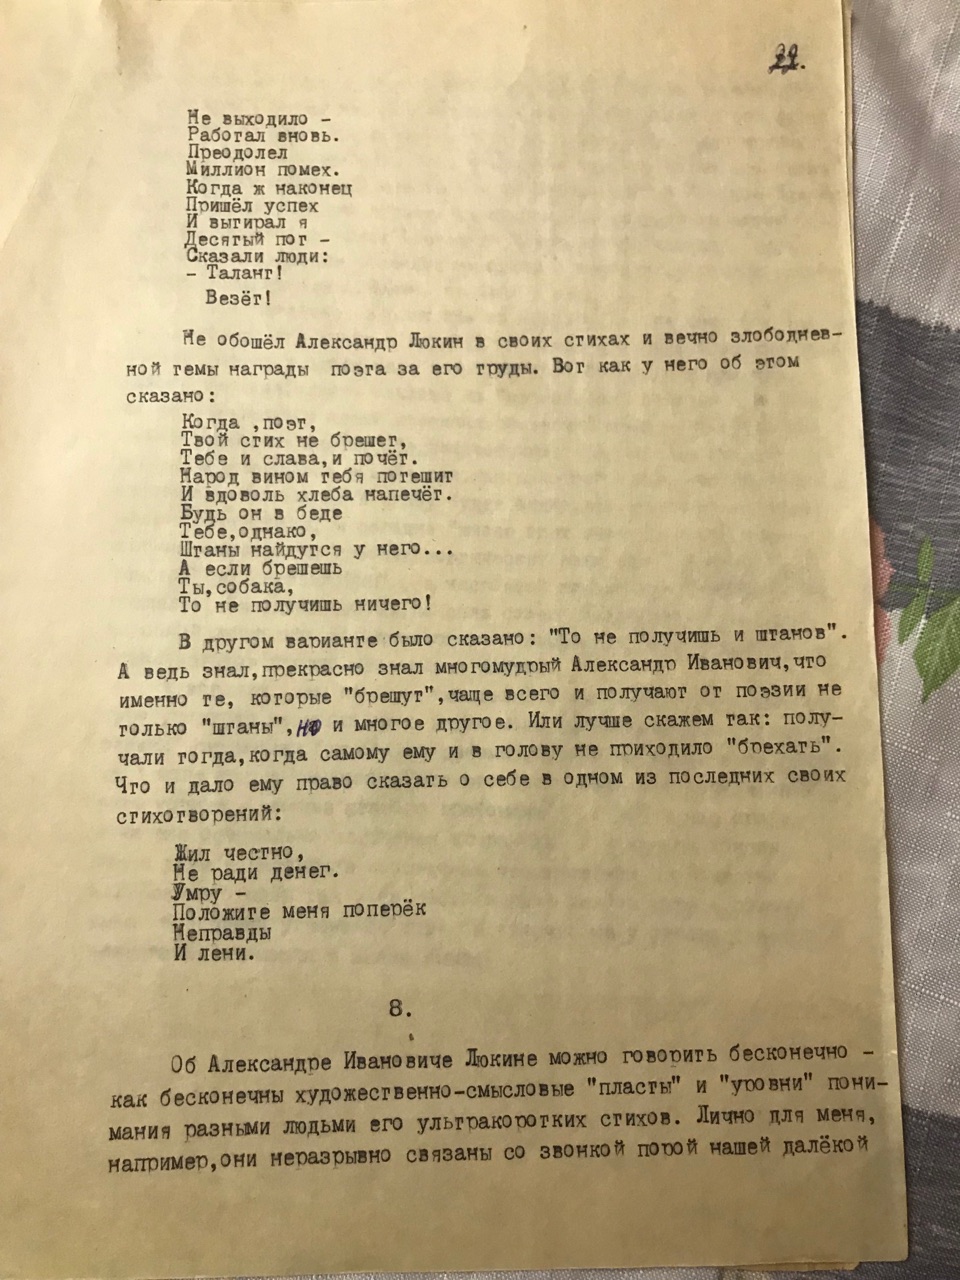 22.
Не выходило -
Работал вновь.
Преодолел
Миллион помех.
Когда ж наконец
Пришёл успех
И вытирал я
Десятый пот -
Сказали люди:
- Талант!
Везёт!
Не обошёл Александр Люкин в своих стихах и вечно злободнев-
ной темы награды поэта за его труды. Вот как у него об этом
сказано:
Когда ,поэт,
Твой стих не брешет,
Тебе и слава,и почёт.
Народ вином тебя потешит
И вдоволь хлеба напечёт.
Будь он в беде
Тебе,однако,
Штаны найдутся у него...
А если брешешь
Ты,собака,
То не получишь ничего!
В другом варианте было сказано: "То не получишь и штанов".
А ведь знал,прекрасно знал многомудрый Александр Иванович,что
именно те, которые "брешут",чаще всего и получают от поэзии не
только "штаны",но и многое другое. Или лучше скажем так: полу-
чали тогда,когда самому ему и в голову не приходило "брехать".
Что и дало ему право сказать о себе в одном из последних своих
стихотворений:
Жил честно,
Не ради денег.
Умру -
Положите меня поперёк
Неправды
И лени.
8.
Об Александре Ивановиче Люкине можно говорить бесконечно -
как бесконечны художественно-смысловые "пласты" и "уровни" пони-
мания разными людьми его ультракоротких стихов. Лично для меня,
например,они неразрывно связаны со звонкой порой нашей далёкой